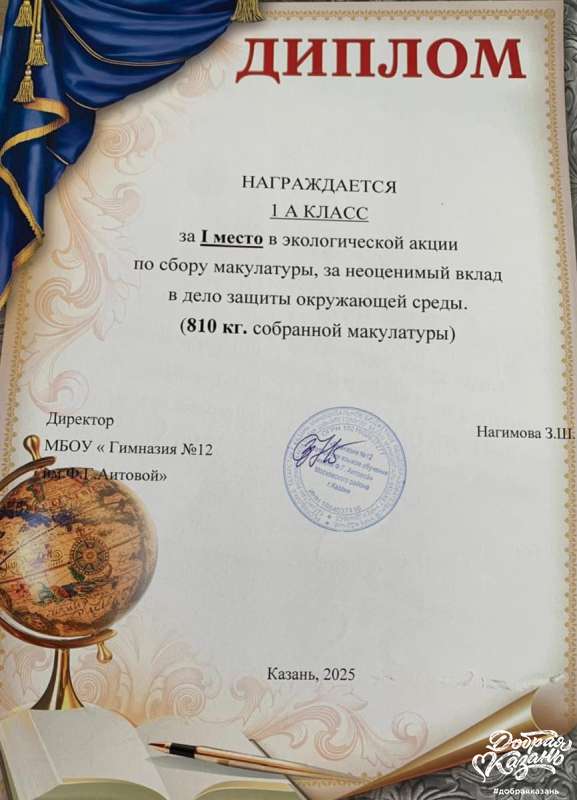 ДИПЛОМ
НАГРАЖДАЕТСЯ
1 А КЛАСС
за I место в экологической акции
по сбору макулатуры, за неоценимый вклад
в дело защиты окружающей среды.
(810 кг. собранной макулатуры)
Директор
МБОУ « Гимназия №12
им.Ф.Г.Аитовой»
Нагимова З.Ш.
Казань, 2025
Добрая
Казань
#добраяказань